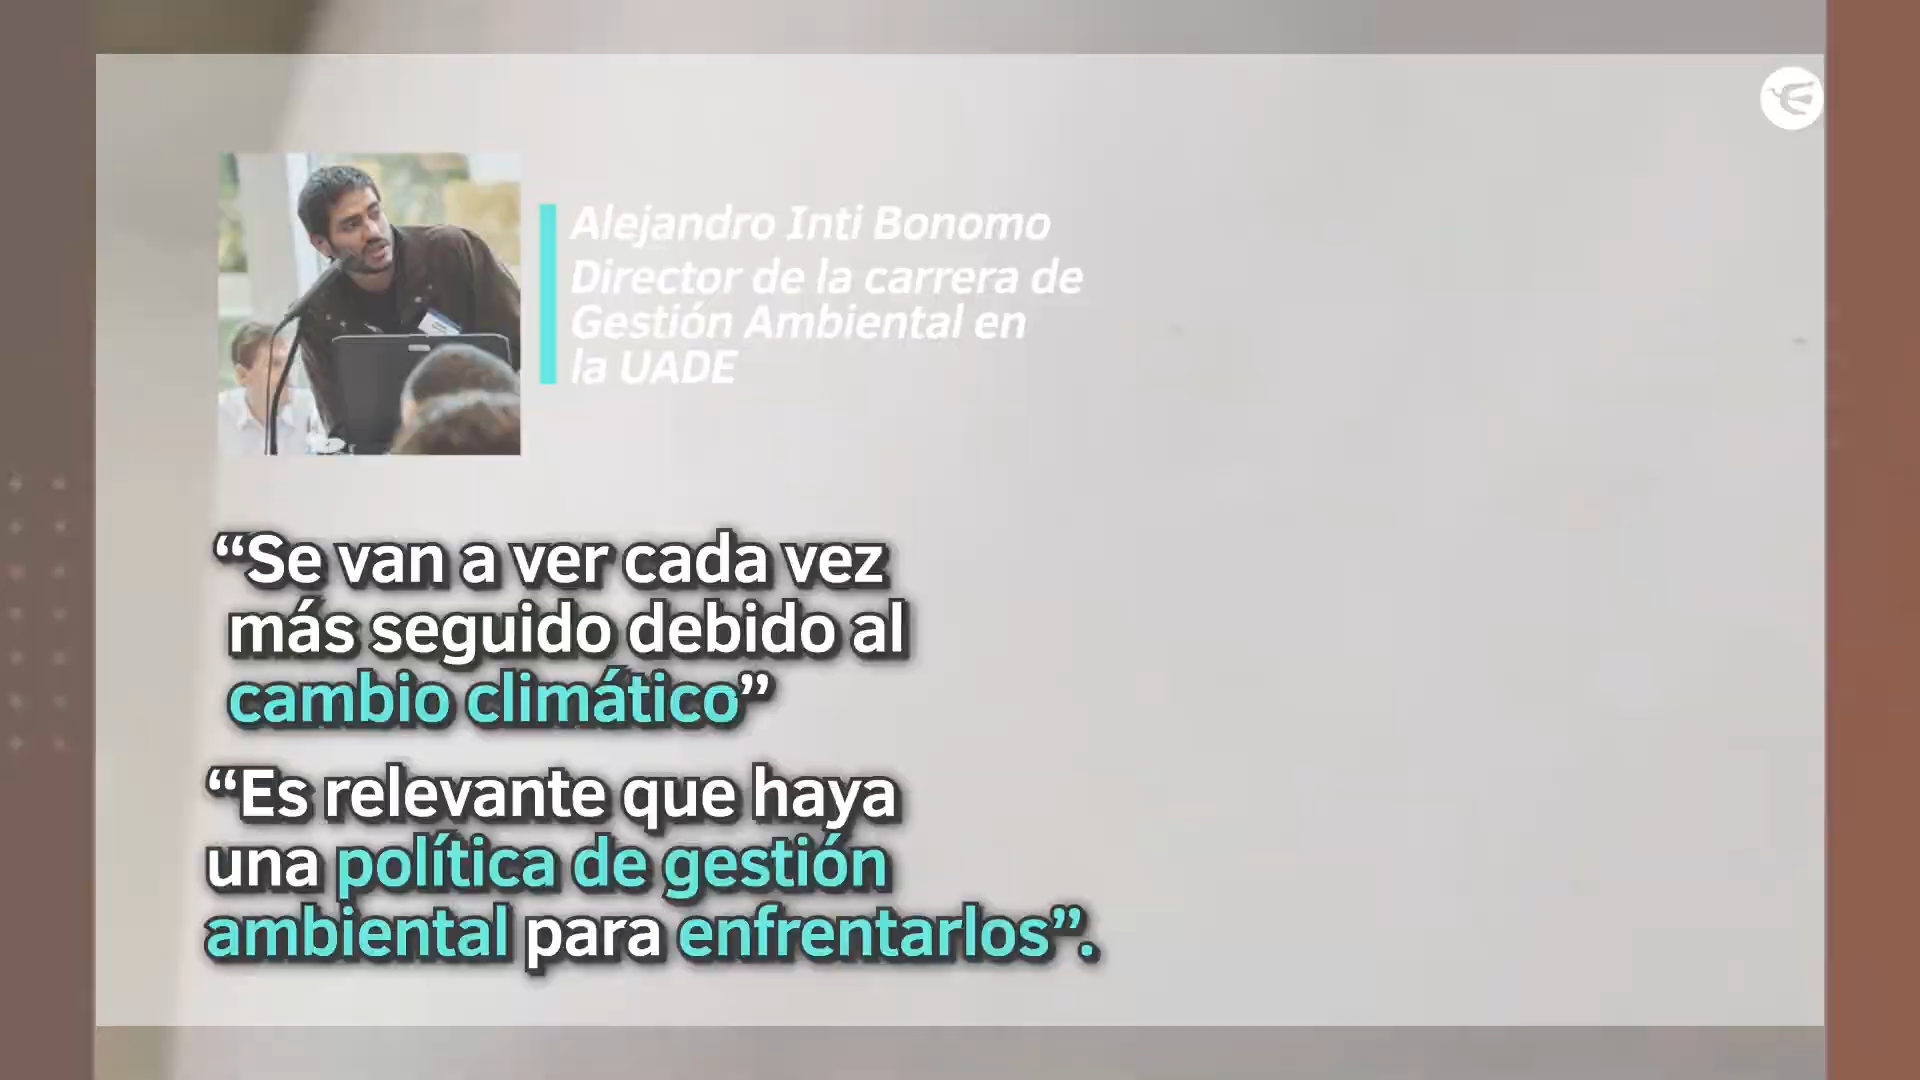 Alejandro Inti Bonomo
Director de la carrera de
Gestión Ambiental en
la UADE
“Se van a ver cada vez
más seguido debido al
cambio climático”
“Es relevante que haya
una política de gestión
ambiental para enfrentarlos”.